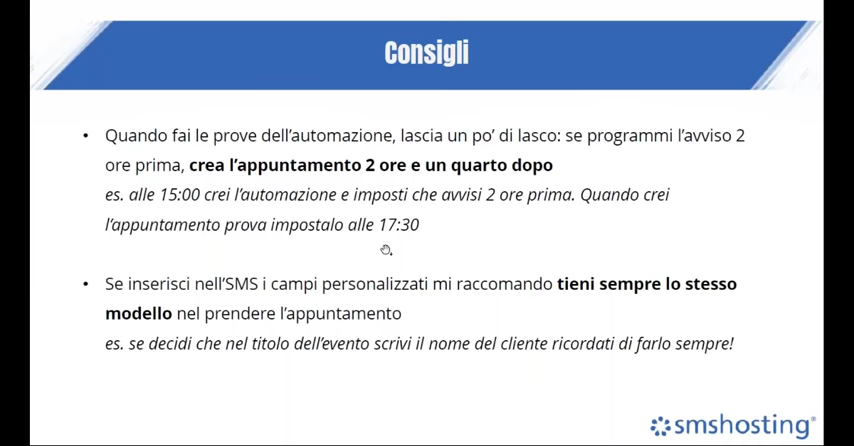 Consigli
• Quando fai le prove dell'automazione, lascia un po' di lasco: se programmi l'avviso 2
ore prima, crea l'appuntamento 2 ore e un quarto dopo
es. alle 15:00 crei l'automazione e imposti che avvisi 2 ore prima. Quando crei
l'appuntamento prova impostalo alle 17:30
• Se inserisci nell'SMS i campi personalizzati mi raccomando tieni sempre lo stesso
modello nel prendere l'appuntamento
es. se decidi che nel titolo dell'evento scrivi il nome del cliente ricordati di farlo sempre!
smshosting®